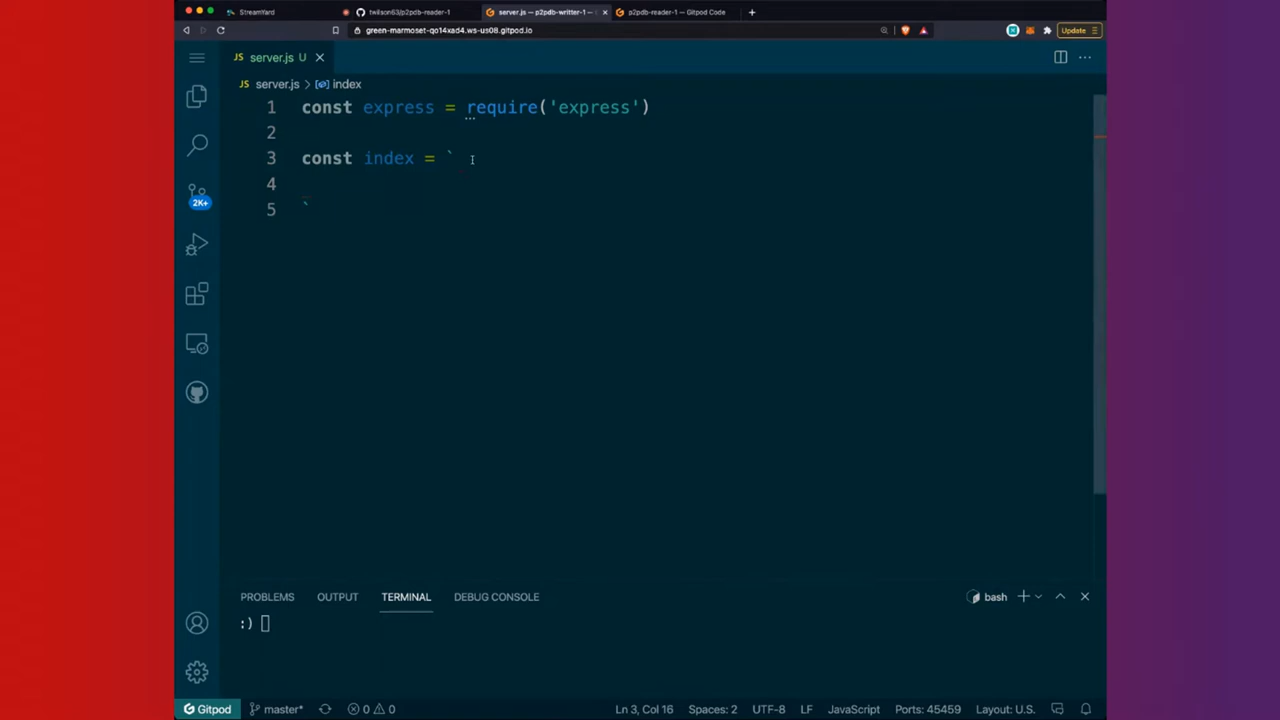 StreamYard
twilson63/p2pdb-reader-1
server.js — p2pdb-writter-1 —
p2pdb-reader-1 — Gitpod Code
green-marmoset-qo14xad4.ws-us08.gitpod.io
Update
JS server.js U
JS server.js > index
1 const express = require('express')
2
3 const index = `
4
5 `
2K+
PROBLEMS OUTPUT TERMINAL DEBUG CONSOLE
bash
:)
Gitpod master* 0 0 Ln 3, Col 16 Spaces: 2 UTF-8 LF JavaScript Ports: 45459 Layout: U.S.